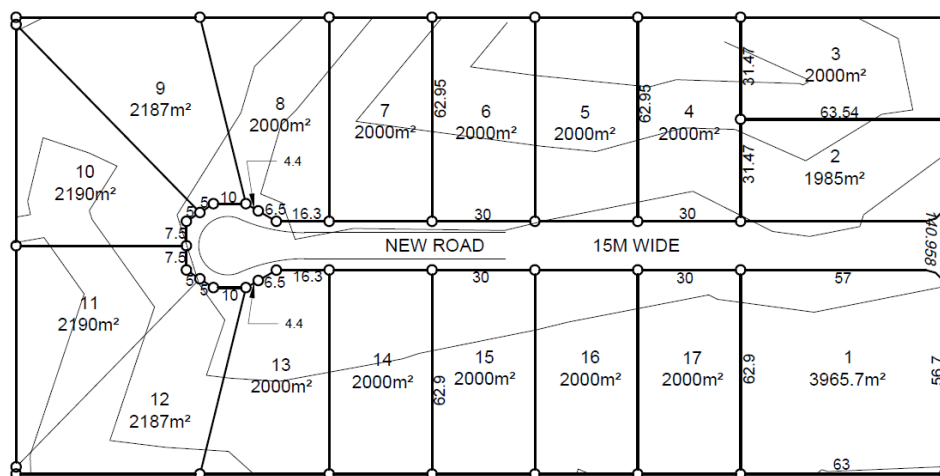 3
2000m²
63.54
31.47
9
2187m²
8
2000m²
7
2000m²
62.95
6
2000m²
5
2000m²
62.95
4
2000m²
2
1985m²
31.47
10
2190m²
4.4
5
5
10
6.5
16.3
30
30
7.5
7.5
NEW ROAD
15M WIDE
140.958
5
5
10
6.5
16.3
30
30
57
4.4
11
2190m²
12
2187m²
13
2000m²
14
2000m²
62.9
15
2000m²
16
2000m²
17
2000m²
62.9
1
3965.7m²
56.7
63